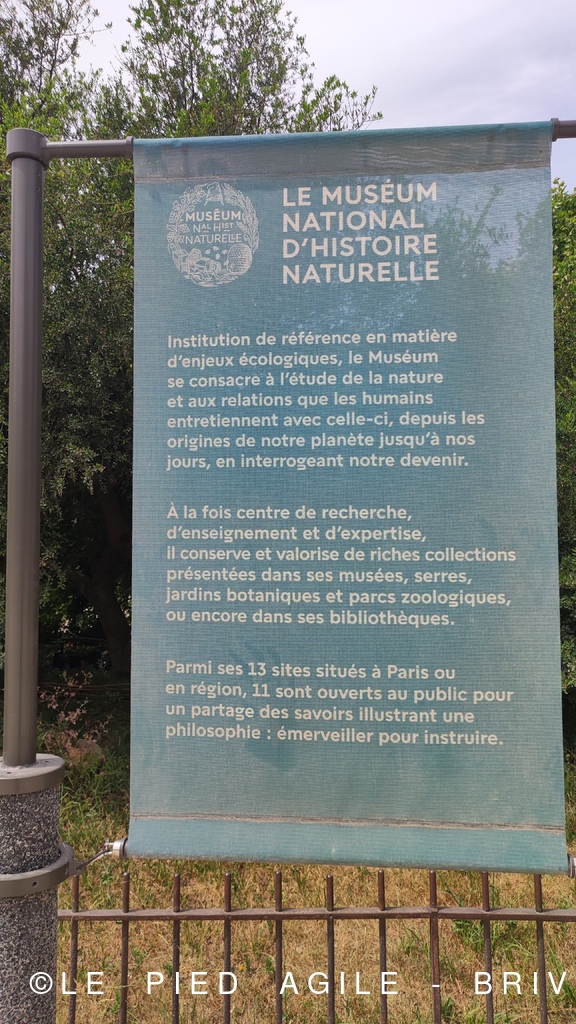 MUSÉUM
NAL HIST
NATURELLE
LE MUSÉUM
NATIONAL
D'HISTOIRE
NATURELLE
Institution de référence en matière
d'enjeux écologiques, le Muséum
se consacre à l'étude de la nature
et aux relations que les humains
entretiennent avec celle-ci, depuis les
origines de notre planète jusqu'à nos
jours, en interrogeant notre devenir.
À la fois centre de recherche,
d'enseignement et d'expertise,
il conserve et valorise de riches collections
présentées dans ses musées, serres,
jardins botaniques et parcs zoologiques,
ou encore dans ses bibliothèques.
Parmi ses 13 sites situés à Paris ou
en région, 11 sont ouverts au public pour
un partage des savoirs illustrant une
philosophie : émerveiller pour instruire.
©LE PIED AGILE - BRIV